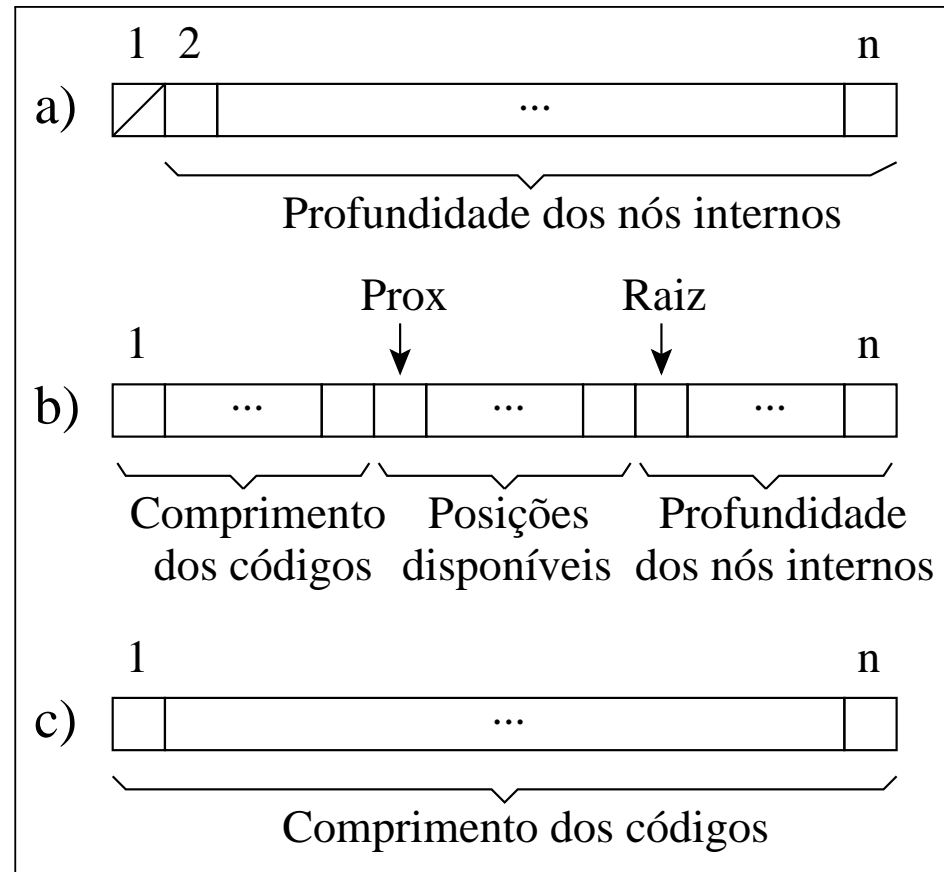 1 2 n
a) ...
Profundidade dos nós internos
Prox Raiz
1 n
b) ... ... ...
Comprimento Posições Profundidade
dos códigos disponíveis dos nós internos
1 n
c) ...
Comprimento dos códigos